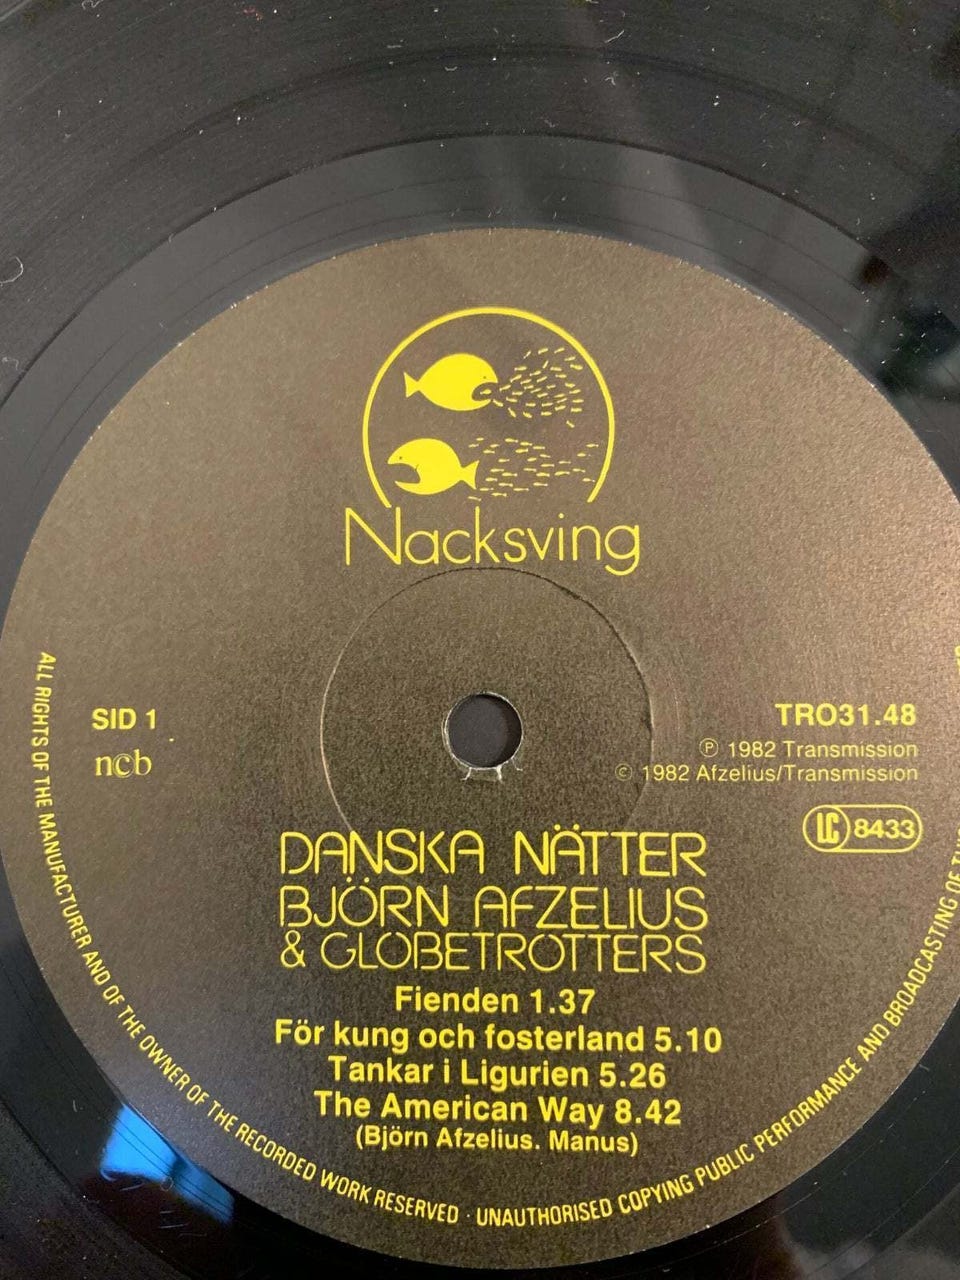 Nacksving
SID 1
ncb
TRO31.48
Ⓟ 1982 Transmission
© 1982 Afzelius/Transmission
LC 8433
DANSKA NÄTTER
BJÖRN AFZELIUS
& GLOBETROTTERS
Fienden 1.37
För kung och fosterland 5.10
Tankar i Ligurien 5.26
The American Way 8.42
(Björn Afzelius. Manus)
ALL RIGHTS OF THE MANUFACTURER AND OF THE OWNER OF THE RECORDED WORK RESERVED · UNAUTHORISED COPYING PUBLIC PERFORMANCE AND BROADCASTING OF